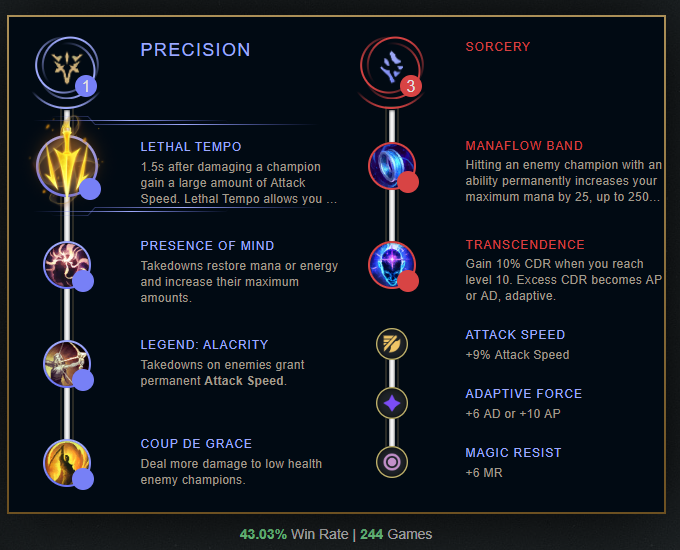 PRECISION
1
LETHAL TEMPO
1.5s after damaging a champion
gain a large amount of Attack
Speed. Lethal Tempo allows you ...
PRESENCE OF MIND
Takedowns restore mana or energy
and increase their maximum
amounts.
LEGEND: ALACRITY
Takedowns on enemies grant
permanent Attack Speed.
COUP DE GRACE
Deal more damage to low health
enemy champions.
SORCERY
3
MANAFLOW BAND
Hitting an enemy champion with an
ability permanently increases your
maximum mana by 25, up to 250...
TRANSCENDENCE
Gain 10% CDR when you reach
level 10. Excess CDR becomes AP
or AD, adaptive.
ATTACK SPEED
+9% Attack Speed
ADAPTIVE FORCE
+6 AD or +10 AP
MAGIC RESIST
+6 MR
43.03% Win Rate | 244 Games